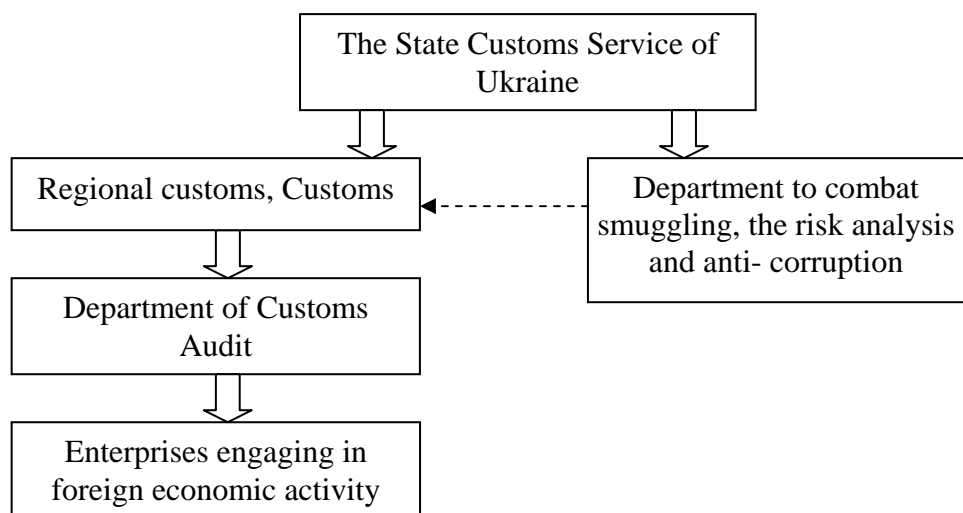 The State Customs Service of
Ukraine
Regional customs, Customs
Department to combat
smuggling, the risk analysis
and anti- corruption
Department of Customs
Audit
Enterprises engaging in
foreign economic activity